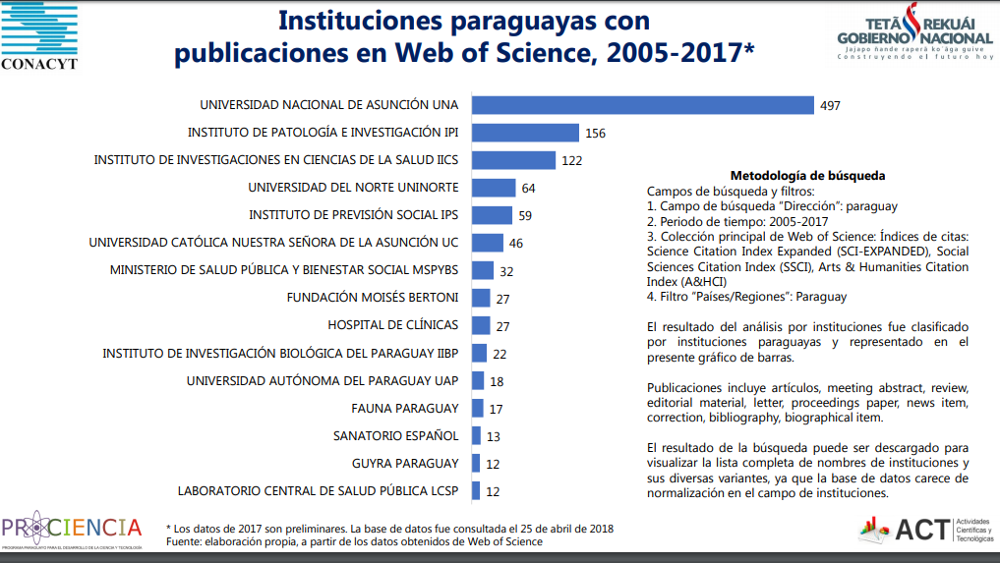 CONACYT
Instituciones paraguayas con
publicaciones en Web of Science, 2005-2017*
TETÃ REKUÁI
GOBIERNO NACIONAL
Jajapo ñande raperã ko'ãga guive
Construyendo el futuro hoy
UNIVERSIDAD NACIONAL DE ASUNCIÓN UNA 497
INSTITUTO DE PATOLOGÍA E INVESTIGACIÓN IPI 156
INSTITUTO DE INVESTIGACIONES EN CIENCIAS DE LA SALUD IICS 122
UNIVERSIDAD DEL NORTE UNINORTE 64
INSTITUTO DE PREVISIÓN SOCIAL IPS 59
UNIVERSIDAD CATÓLICA NUESTRA SEÑORA DE LA ASUNCIÓN UC 46
MINISTERIO DE SALUD PÚBLICA Y BIENESTAR SOCIAL MSPYBS 32
FUNDACIÓN MOISÉS BERTONI 27
HOSPITAL DE CLÍNICAS 27
INSTITUTO DE INVESTIGACIÓN BIOLÓGICA DEL PARAGUAY IIBP 22
UNIVERSIDAD AUTÓNOMA DEL PARAGUAY UAP 18
FAUNA PARAGUAY 17
SANATORIO ESPAÑOL 13
GUYRA PARAGUAY 12
LABORATORIO CENTRAL DE SALUD PÚBLICA LCSP 12
Metodología de búsqueda
Campos de búsqueda y filtros:
1. Campo de búsqueda "Dirección": paraguay
2. Periodo de tiempo: 2005-2017
3. Colección principal de Web of Science: Índices de citas:
Science Citation Index Expanded (SCI-EXPANDED), Social
Sciences Citation Index (SSCI), Arts & Humanities Citation
Index (A&HCI)
4. Filtro "Países/Regiones": Paraguay
El resultado del análisis por instituciones fue clasificado
por instituciones paraguayas y representado en el
presente gráfico de barras.
Publicaciones incluye artículos, meeting abstract, review,
editorial material, letter, proceedings paper, news item,
correction, bibliography, biographical item.
El resultado de la búsqueda puede ser descargado para
visualizar la lista completa de nombres de instituciones y
sus diversas variantes, ya que la base de datos carece de
normalización en el campo de instituciones.
PROCIENCIA
PROGRAMA PARAGUAYO PARA EL DESARROLLO DE LA CIENCIA Y TECNOLOGÍA
* Los datos de 2017 son preliminares. La base de datos fue consultada el 25 de abril de 2018
Fuente: elaboración propia, a partir de los datos obtenidos de Web of Science
ACT
Actividades
Científicas y
Tecnológicas